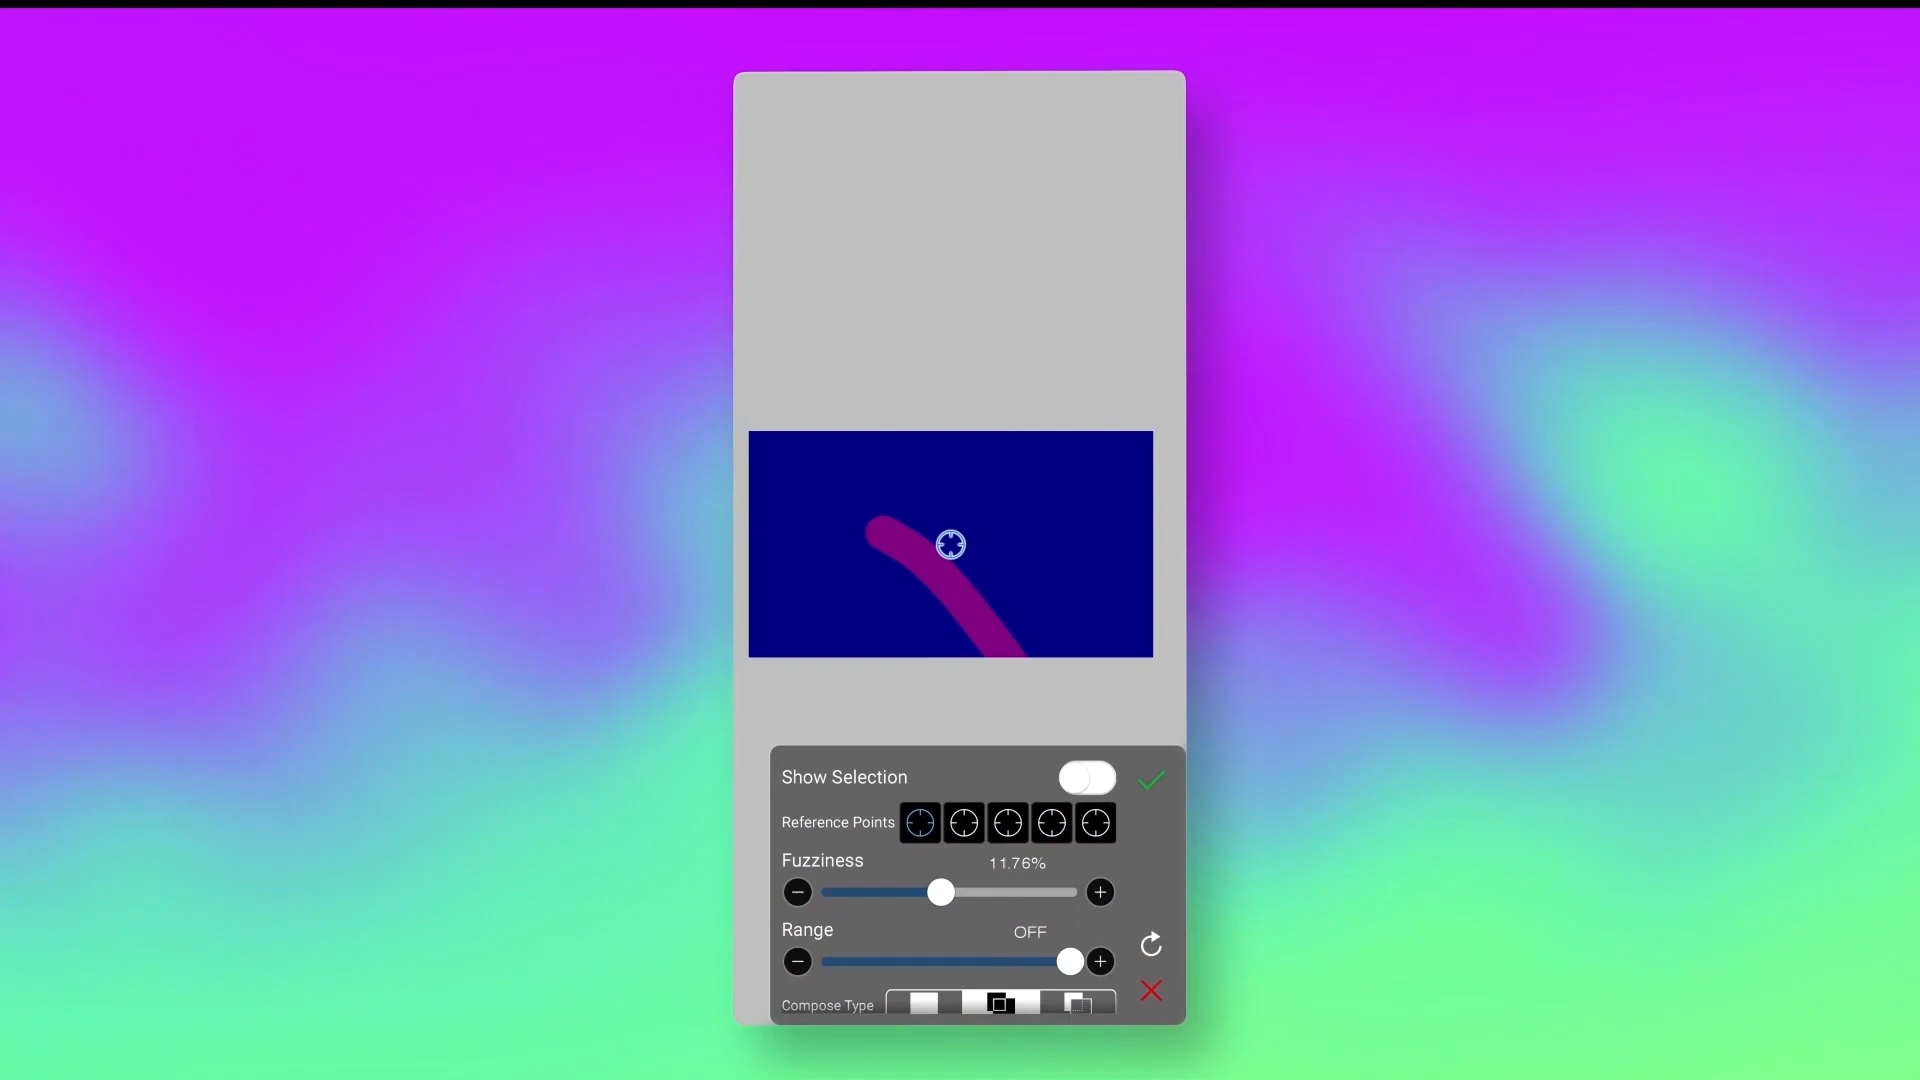 Show Selection
Reference Points
Fuzziness 11.76%
Range OFF
Compose Type